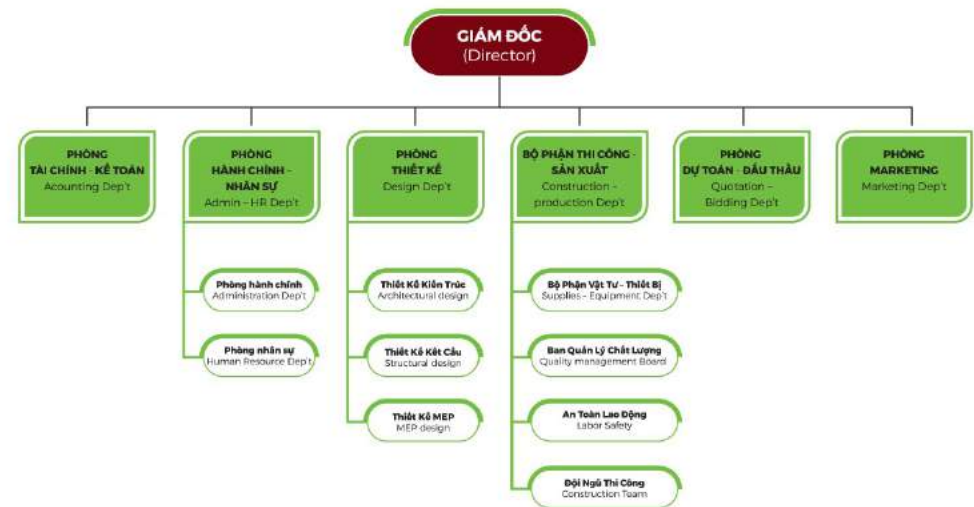 GIÁM ĐỐC
(Director)
PHÒNG
TÀI CHÍNH - KẾ TOÁN
Acounting Dep't
PHÒNG
HÀNH CHÍNH -
NHÂN SỰ
Admin – HR Dep't
PHÒNG
THIẾT KẾ
Design Dep't
BỘ PHẬN THI CÔNG -
SẢN XUẤT
Construction –
production Dep't
PHÒNG
DỰ TOÁN - ĐẤU THẦU
Quotation –
Bidding Dep't
PHÒNG
MARKETING
Marketing Dep't
Phòng hành chính
Administration Dep't
Phòng nhân sự
Human Resource Dep't
Thiết Kế Kiến Trúc
Architectural design
Thiết Kế Kết Cấu
Structural design
Thiết Kế MEP
MEP design
Bộ Phận Vật Tư - Thiết Bị
Supplies - Equipment Dep't
Ban Quản Lý Chất Lượng
Quality management Board
An Toàn Lao Động
Labor Safety
Đội Ngũ Thi Công
Construction Team